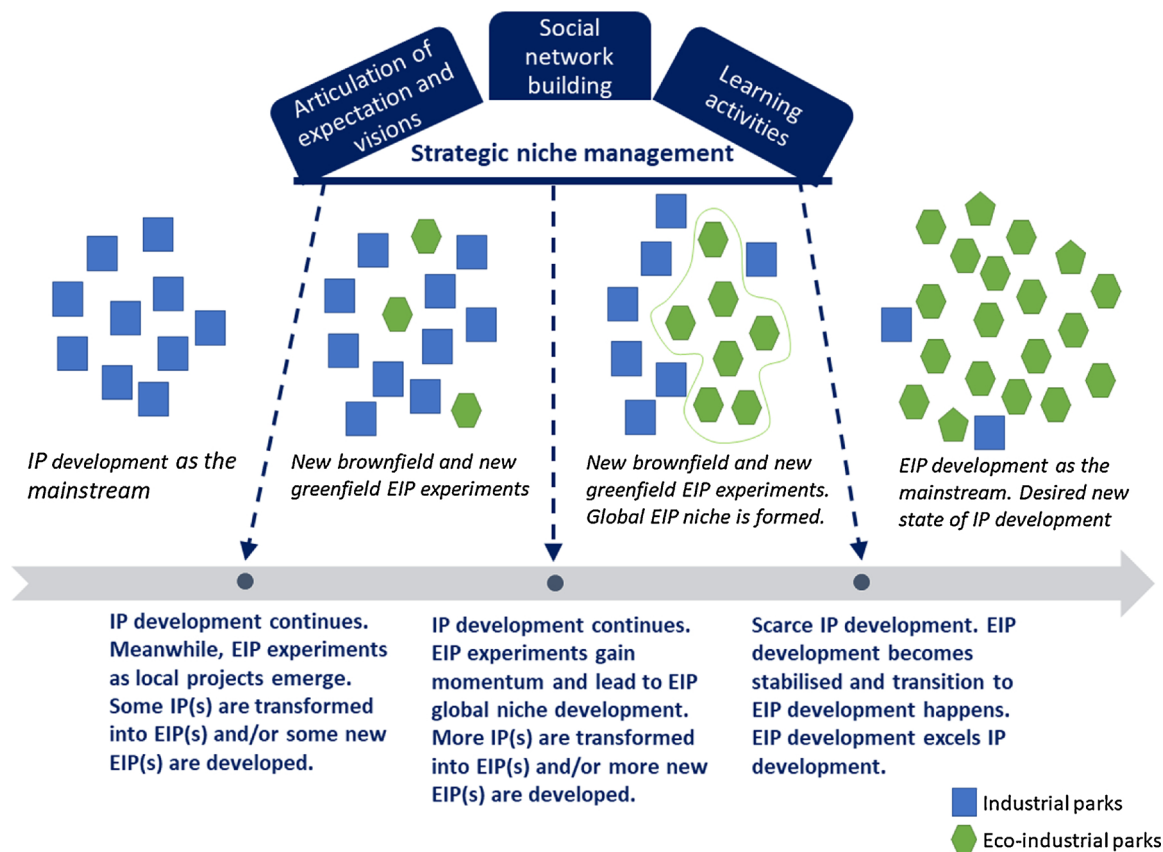 Articulation of
expectation and
visions
Social
network
building
Learning
activities
Strategic niche management
IP development as the
mainstream
New brownfield and new
greenfield EIP experiments
New brownfield and new
greenfield EIP experiments.
Global EIP niche is formed.
EIP development as the
mainstream. Desired new
state of IP development
IP development continues.
Meanwhile, EIP experiments
as local projects emerge.
Some IP(s) are transformed
into EIP(s) and/or some new
EIP(s) are developed.
IP development continues.
EIP experiments gain
momentum and lead to EIP
global niche development.
More IP(s) are transformed
into EIP(s) and/or more new
EIP(s) are developed.
Scarce IP development. EIP
development becomes
stabilised and transition to
EIP development happens.
EIP development excels IP
development.
Industrial parks
Eco-industrial parks